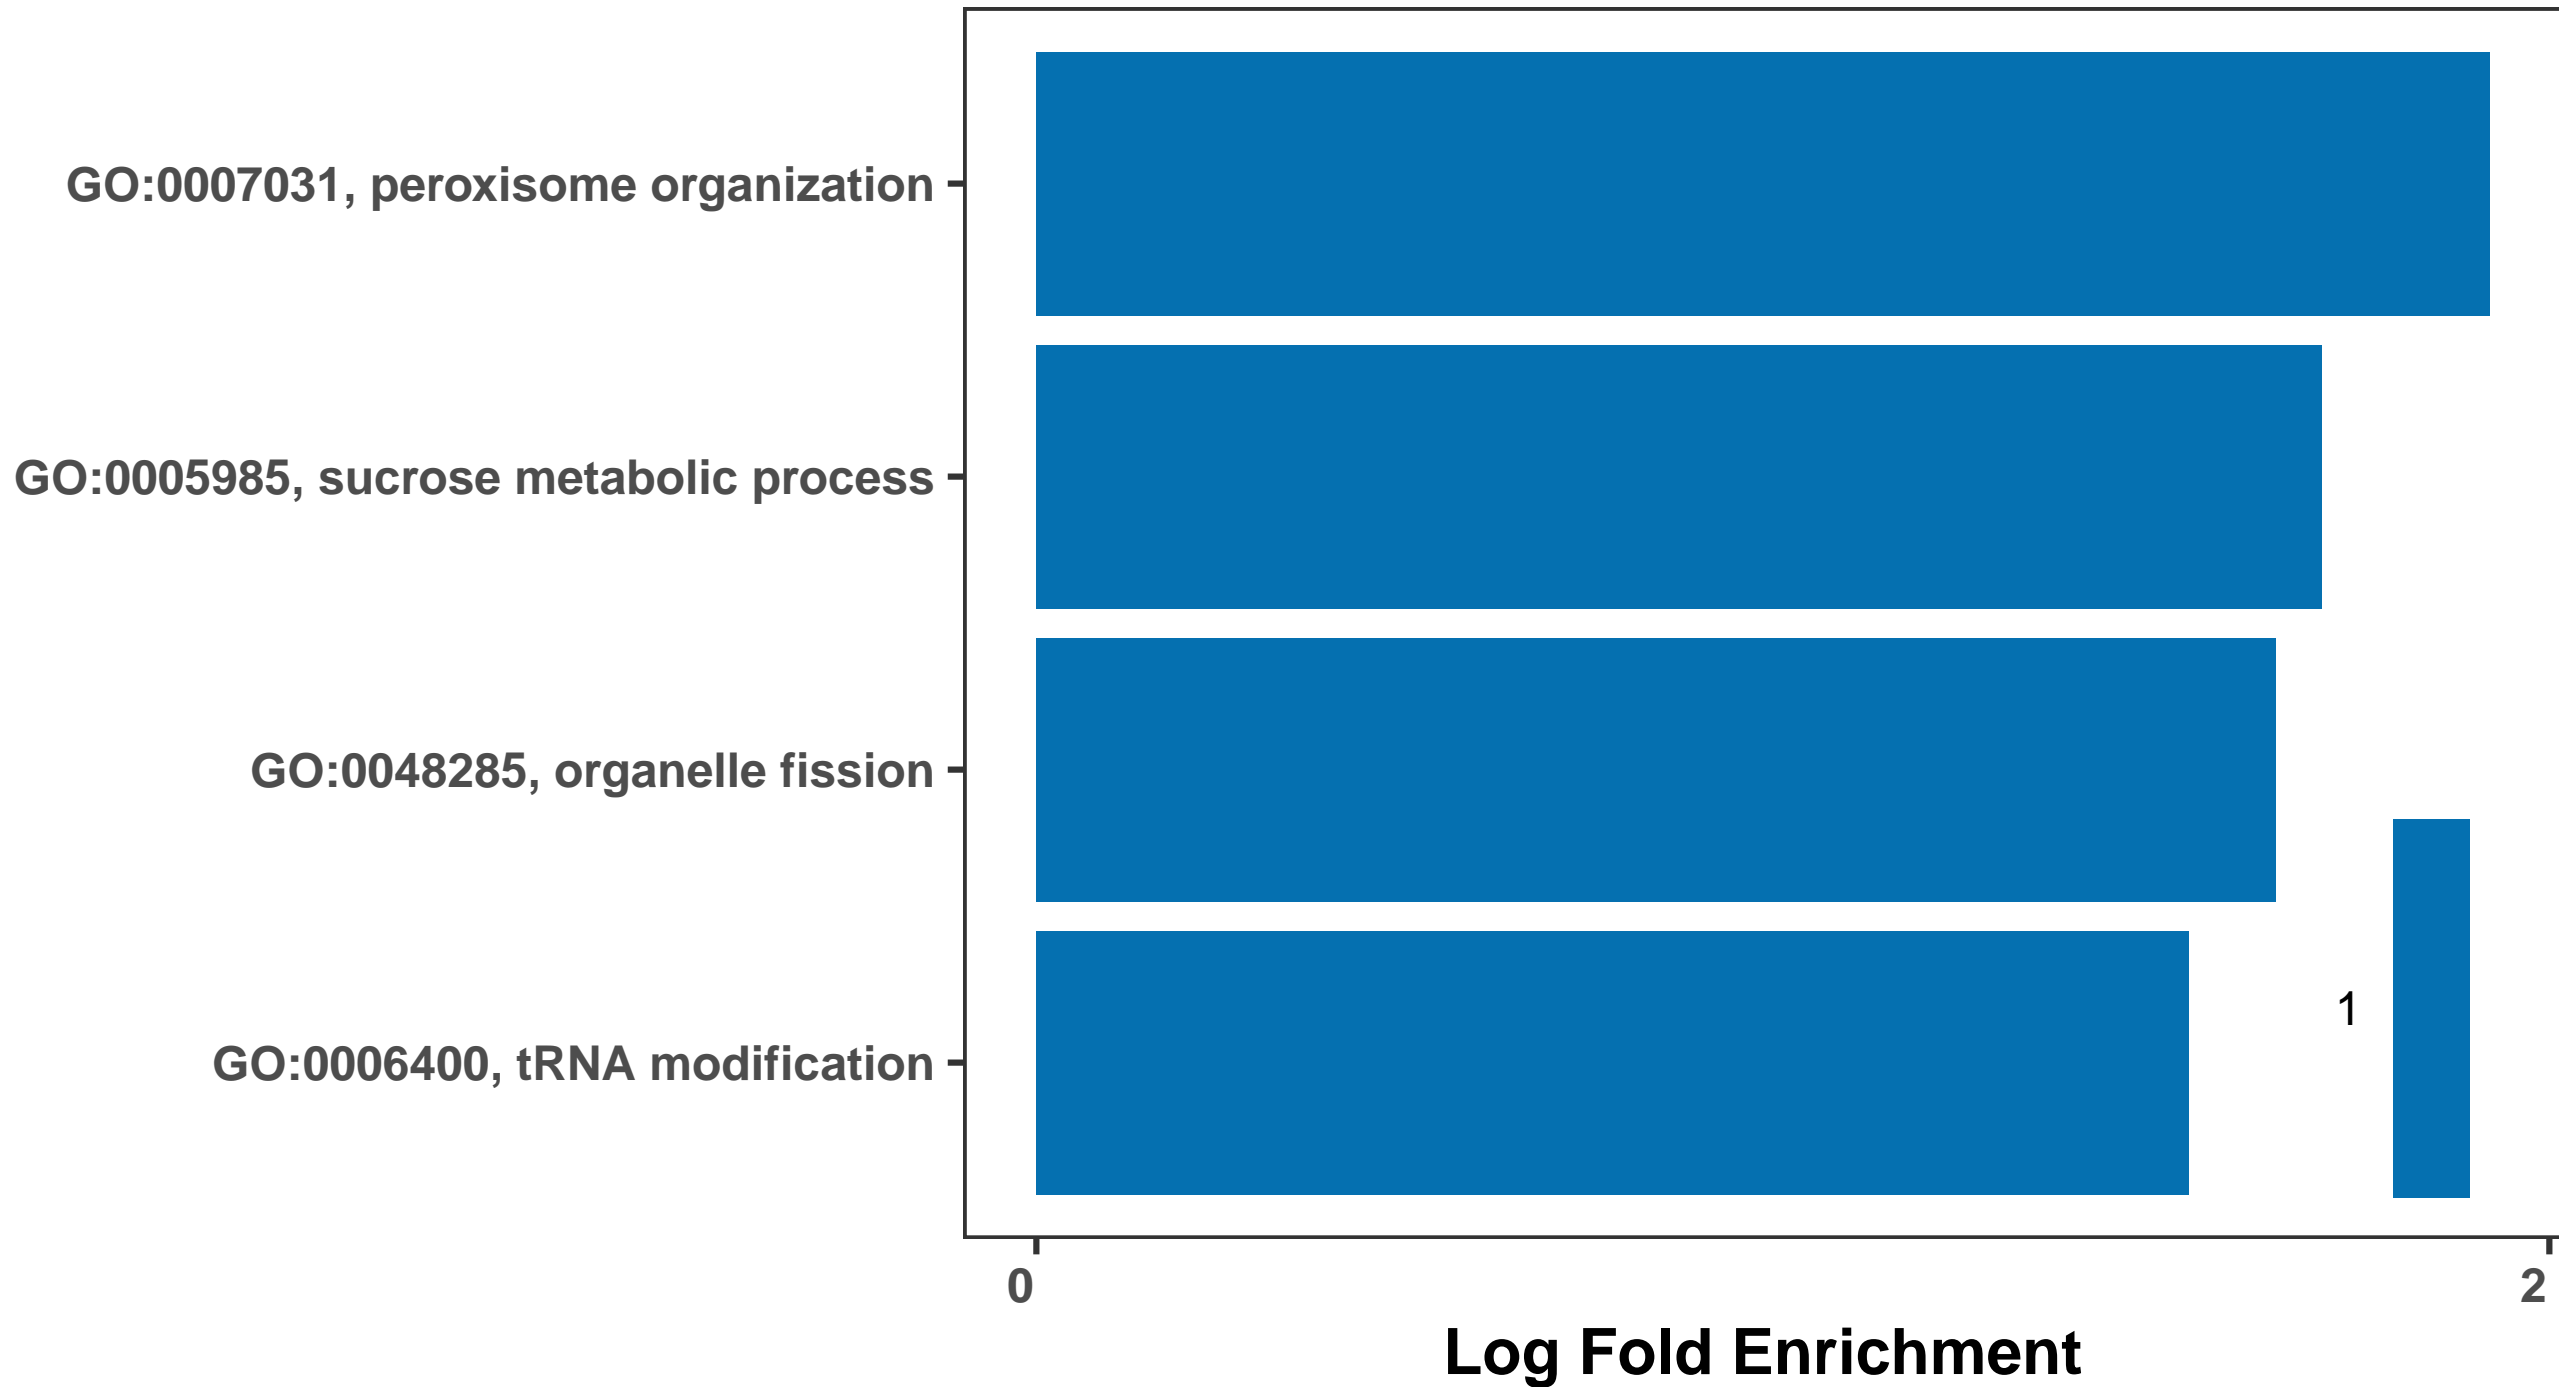 GO:0007031, peroxisome organization
GO:0005985, sucrose metabolic process
GO:0048285, organelle fission
1
GO:0006400, tRNA modification
0
2
Log Fold Enrichment